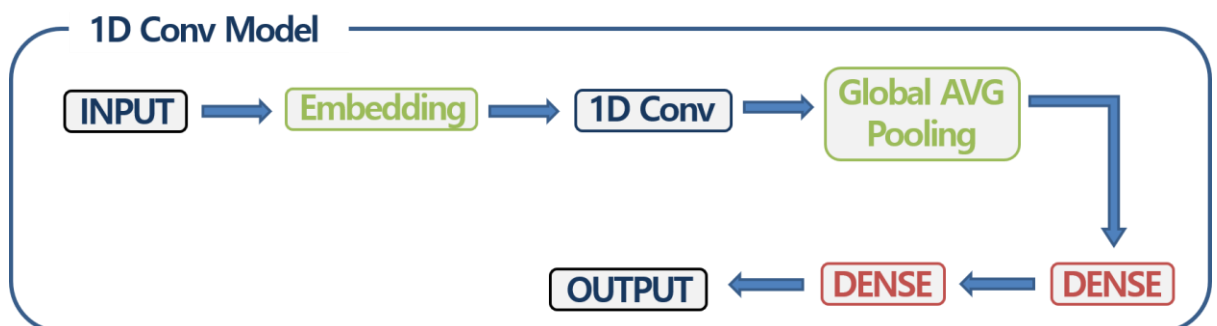 1D Conv Model
INPUT
Embedding
1D Conv
Global AVG
Pooling
DENSE
DENSE
OUTPUT